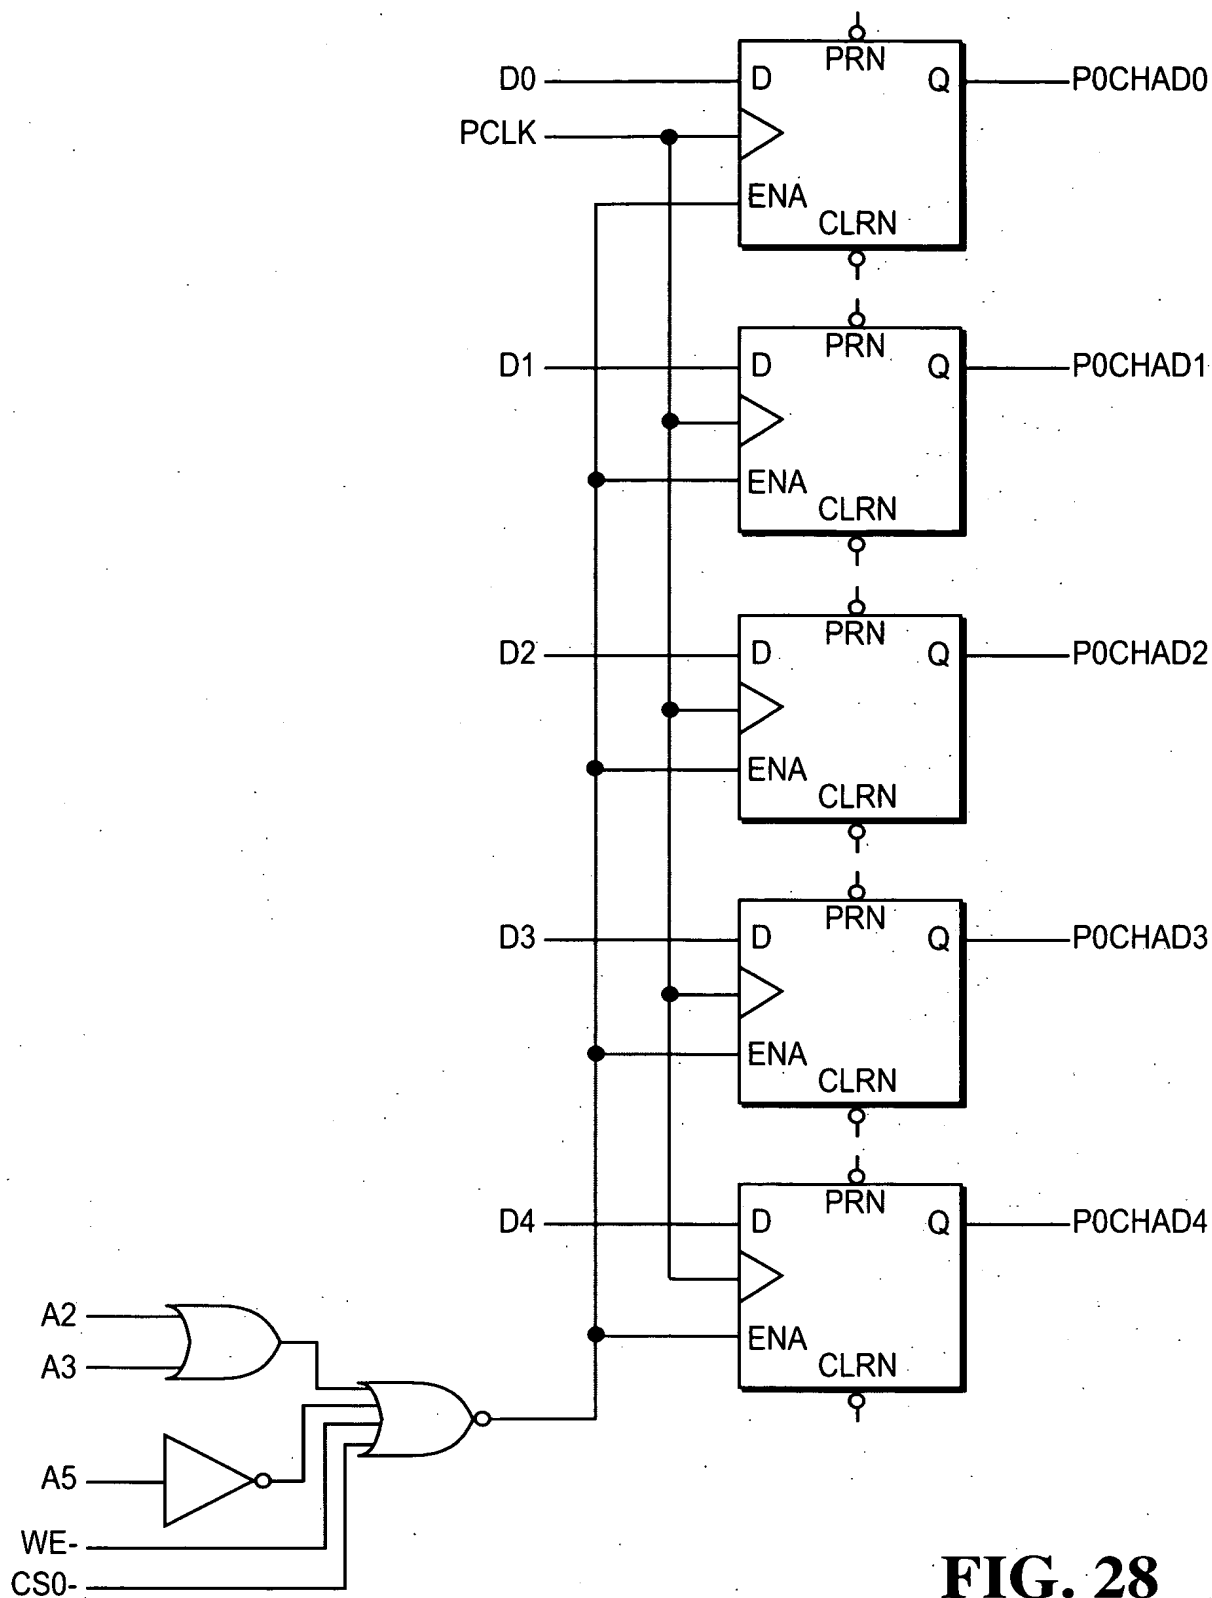 PRN
D0 D Q P0CHAD0
PCLK
ENA
CLRN
PRN
D1 D Q P0CHAD1
ENA
CLRN
PRN
D2 D Q P0CHAD2
ENA
CLRN
PRN
D3 D Q P0CHAD3
ENA
CLRN
PRN
D4 D Q P0CHAD4
A2
ENA
A3 CLRN
A5
WE-
CS0-
FIG. 28